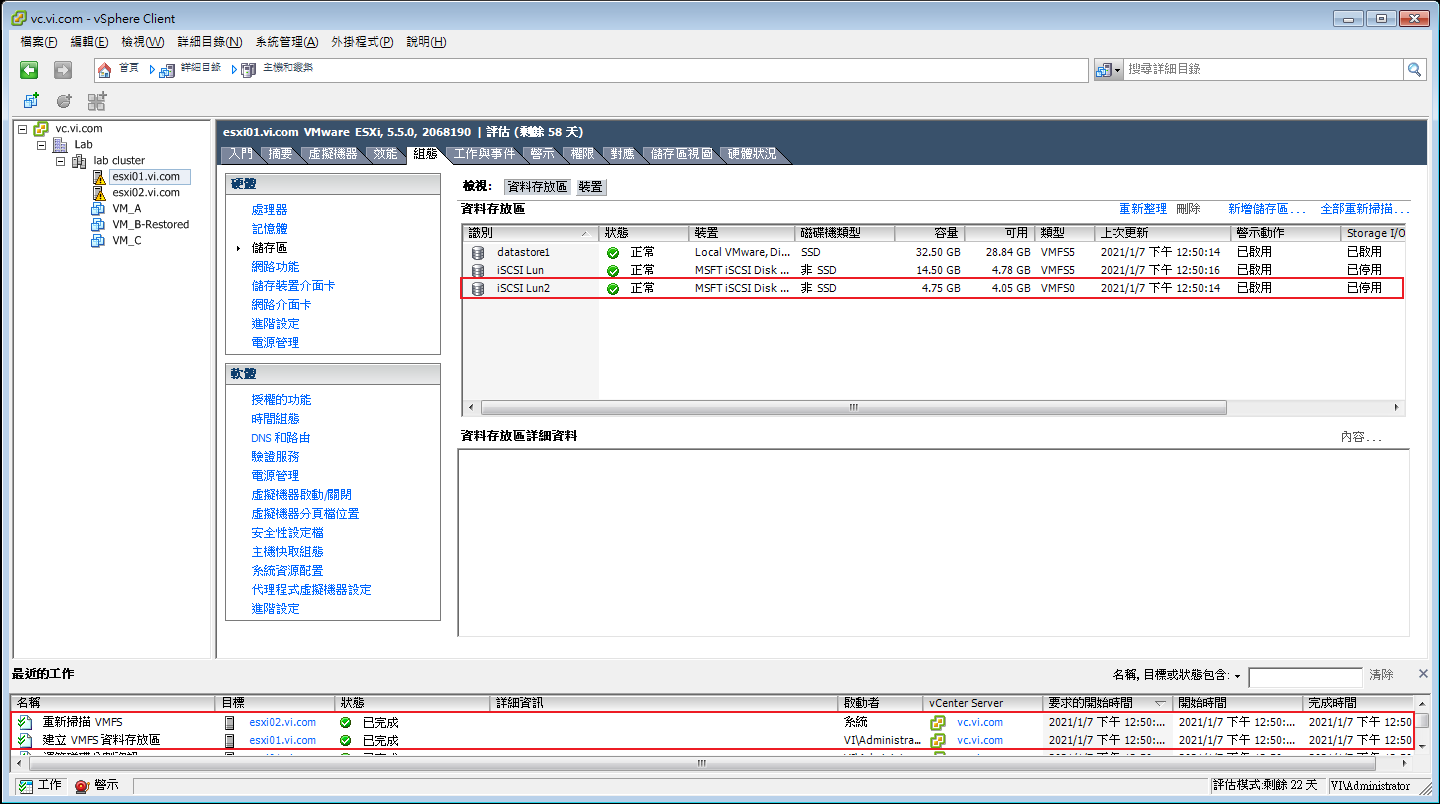 vc.vi.com - vSphere Client
檔案(F) 編輯(E) 檢視(W) 詳細目錄(N) 系統管理(A) 外掛程式(P) 說明(H)
首頁 詳細目錄 主機和叢集 搜尋詳細目錄
vc.vi.com
Lab
lab cluster
esxi01.vi.com
esxi02.vi.com
VM_A
VM_B-Restored
VM_C
esxi01.vi.com VMware ESXi, 5.5.0, 2068190 | 評估 (剩餘 58 天)
入門 摘要 虛擬機器 效能 組態 工作與事件 警示 權限 對應 儲存區視圖 硬體狀況
硬體
處理器
記憶體
儲存區
網路功能
儲存裝置介面卡
網路介面卡
進階設定
電源管理
軟體
授權的功能
時間組態
DNS 和路由
驗證服務
電源管理
虛擬機器啟動/關閉
虛擬機器分頁檔位置
安全性設定檔
主機快取組態
系統資源配置
代理程式虛擬機器設定
進階設定
檢視: 資料存放區 裝置
資料存放區 重新整理 刪除 新增儲存區... 全部重新掃描...
識別 狀態 裝置 磁碟機類型 容量 可用 類型 上次更新 警示動作 Storage I/O
datastore1 正常 Local VMware, Di... SSD 32.50 GB 28.84 GB VMFS5 2021/1/7 下午 12:50:14 已啟用 已啟用
iSCSI Lun 正常 MSFT iSCSI Disk ... 非 SSD 14.50 GB 4.78 GB VMFS5 2021/1/7 下午 12:50:16 已啟用 已停用
iSCSI Lun2 正常 MSFT iSCSI Disk ... 非 SSD 4.75 GB 4.05 GB VMFS0 2021/1/7 下午 12:50:14 已啟用 已停用
資料存放區詳細資料 內容...
最近的工作 名稱, 目標或狀態包含: 清除
名稱 目標 狀態 詳細資訊 啟動者 vCenter Server 要求的開始時間 開始時間 完成時間
重新掃描 VMFS esxi02.vi.com 已完成 系統 vc.vi.com 2021/1/7 下午 12:50:... 2021/1/7 下午 12:50:... 2021/1/7 下午 12:50
建立 VMFS 資料存放區 esxi01.vi.com 已完成 VI\Administra... vc.vi.com 2021/1/7 下午 12:50:... 2021/1/7 下午 12:50:... 2021/1/7 下午 12:50
工作 警示 評估模式:剩餘 22 天 VI\Administrator